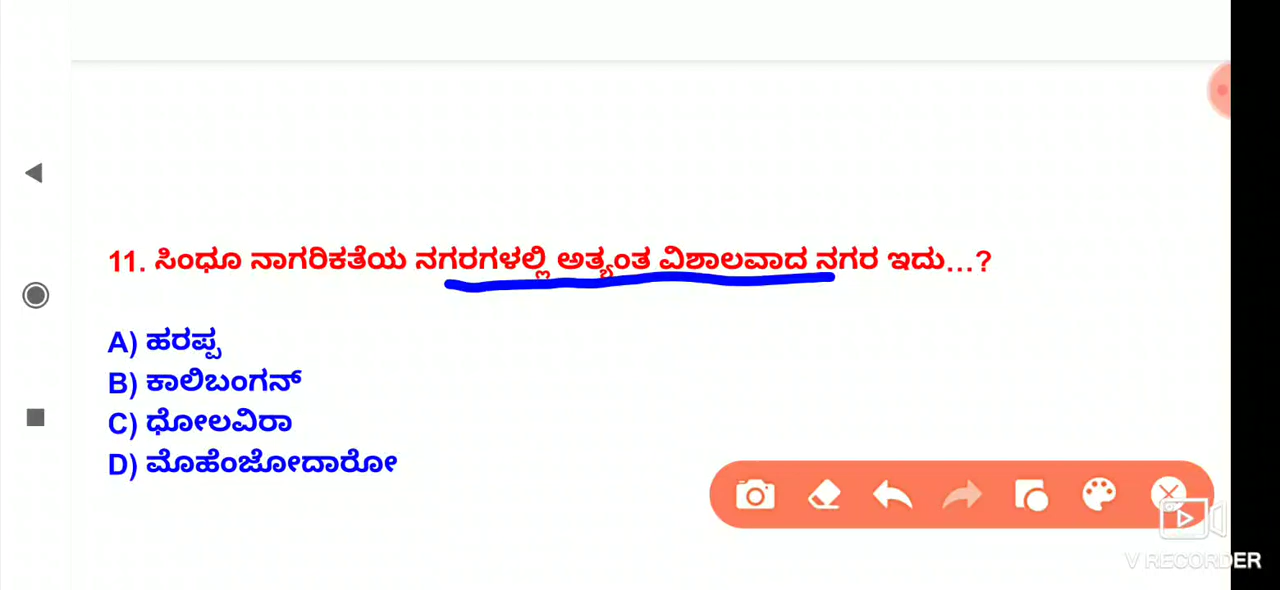 11. ಸಿಂಧೂ ನಾಗರಿಕತೆಯ ನಗರಗಳಲ್ಲಿ ಅತ್ಯಂತ ವಿಶಾಲವಾದ ನಗರ ಇದು...?
A) ಹರಪ್ಪ
B) ಕಾಲಿಬಂಗನ್
C) ಧೋಲವಿರಾ
D) ಮೊಹೆಂಜೋದಾರೋ
V RECORDER